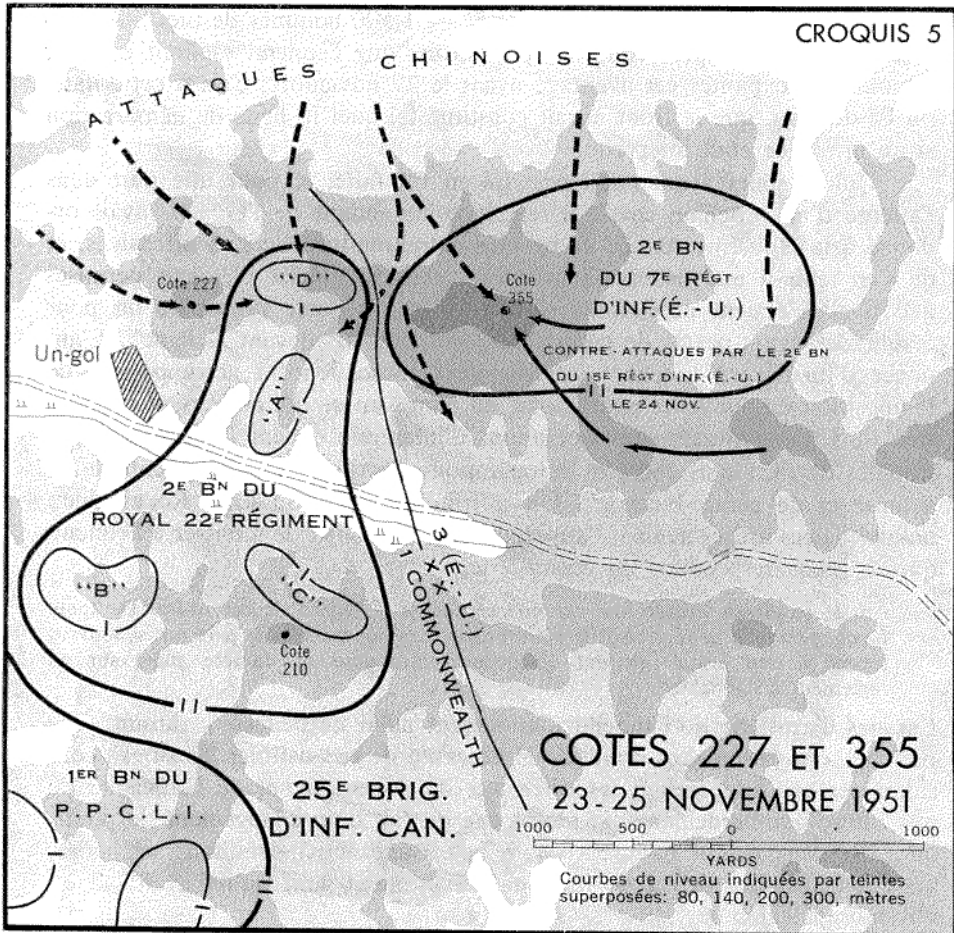 CROQUIS 5
ATTAQUES CHINOISES
"D"
Cote 227
Un-gol
"A"
2E BN DU
ROYAL 22E RÉGIMENT
"B"
"C"
Cote
210
Cote
355
2E BN
DU 7E RÉGT
D'INF.(É.-U.)
CONTRE-ATTAQUES PAR LE 2E BN
DU 15E RÉGT D'INF.(É.-U.)
LE 24 NOV.
3 (É.-U.)
XX
1 COMMONWEALTH
1ER BN DU
P.P.C.L.I.
25E BRIG.
D'INF. CAN.
COTES 227 ET 355
23-25 NOVEMBRE 1951
1000 500 0 1000
YARDS
Courbes de niveau indiquées par teintes
superposées: 80, 140, 200, 300, mètres